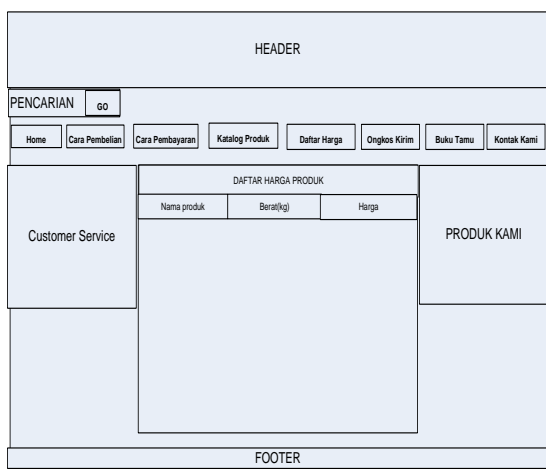 HEADER
PENCARIAN GO
Home Cara Pembelian Cara Pembayaran Katalog Produk Daftar Harga Ongkos Kirim Buku Tamu Kontak Kami
DAFTAR HARGA PRODUK
Nama produk Berat(kg) Harga
Customer Service
PRODUK KAMI
FOOTER